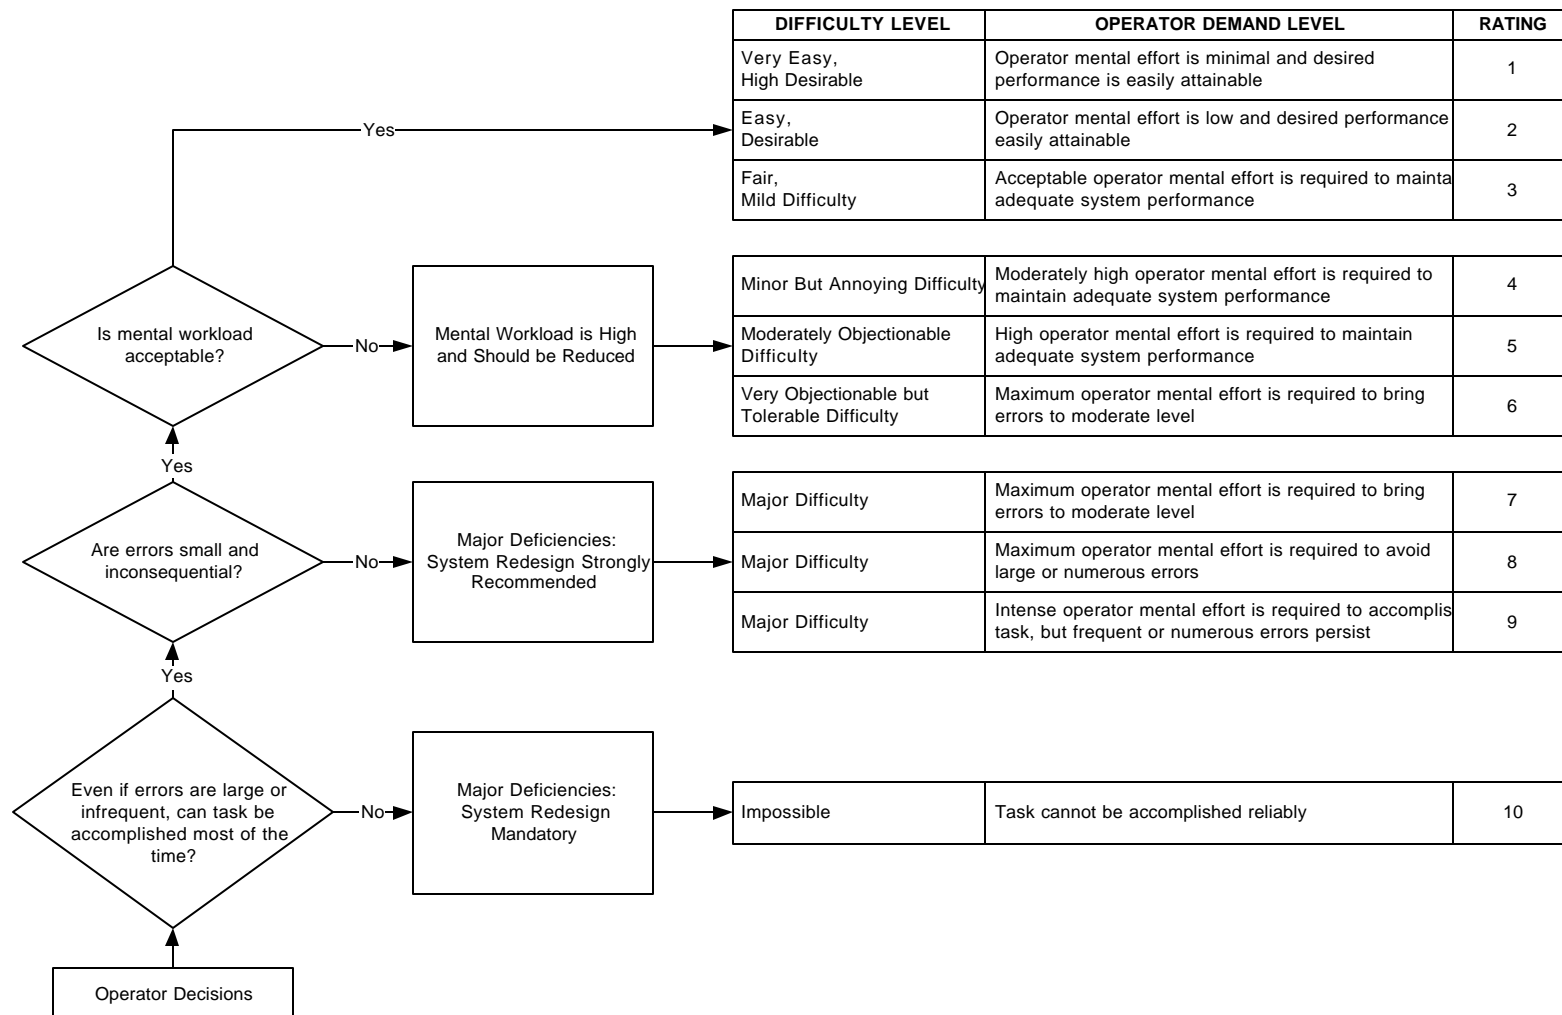 DIFFICULTY LEVEL OPERATOR DEMAND LEVEL RATING
Very Easy,
High Desirable
Operator mental effort is minimal and desired
performance is easily attainable
1
Yes
Easy,
Desirable
Operator mental effort is low and desired performance
easily attainable
2
Fair,
Mild Difficulty
Acceptable operator mental effort is required to mainta
adequate system performance
3
Is mental workload
acceptable?
No
Mental Workload is High
and Should be Reduced
Minor But Annoying Difficulty
Moderately high operator mental effort is required to
maintain adequate system performance
4
Moderately Objectionable
Difficulty
High operator mental effort is required to maintain
adequate system performance
5
Very Objectionable but
Tolerable Difficulty
Maximum operator mental effort is required to bring
errors to moderate level
6
Yes
Are errors small and
inconsequential?
No
Major Deficiencies:
System Redesign Strongly
Recommended
Major Difficulty
Maximum operator mental effort is required to bring
errors to moderate level
7
Major Difficulty
Maximum operator mental effort is required to avoid
large or numerous errors
8
Major Difficulty
Intense operator mental effort is required to accomplis
task, but frequent or numerous errors persist
9
Yes
Even if errors are large or
infrequent, can task be
accomplished most of the
time?
No
Major Deficiencies:
System Redesign
Mandatory
Impossible
Task cannot be accomplished reliably
10
Operator Decisions